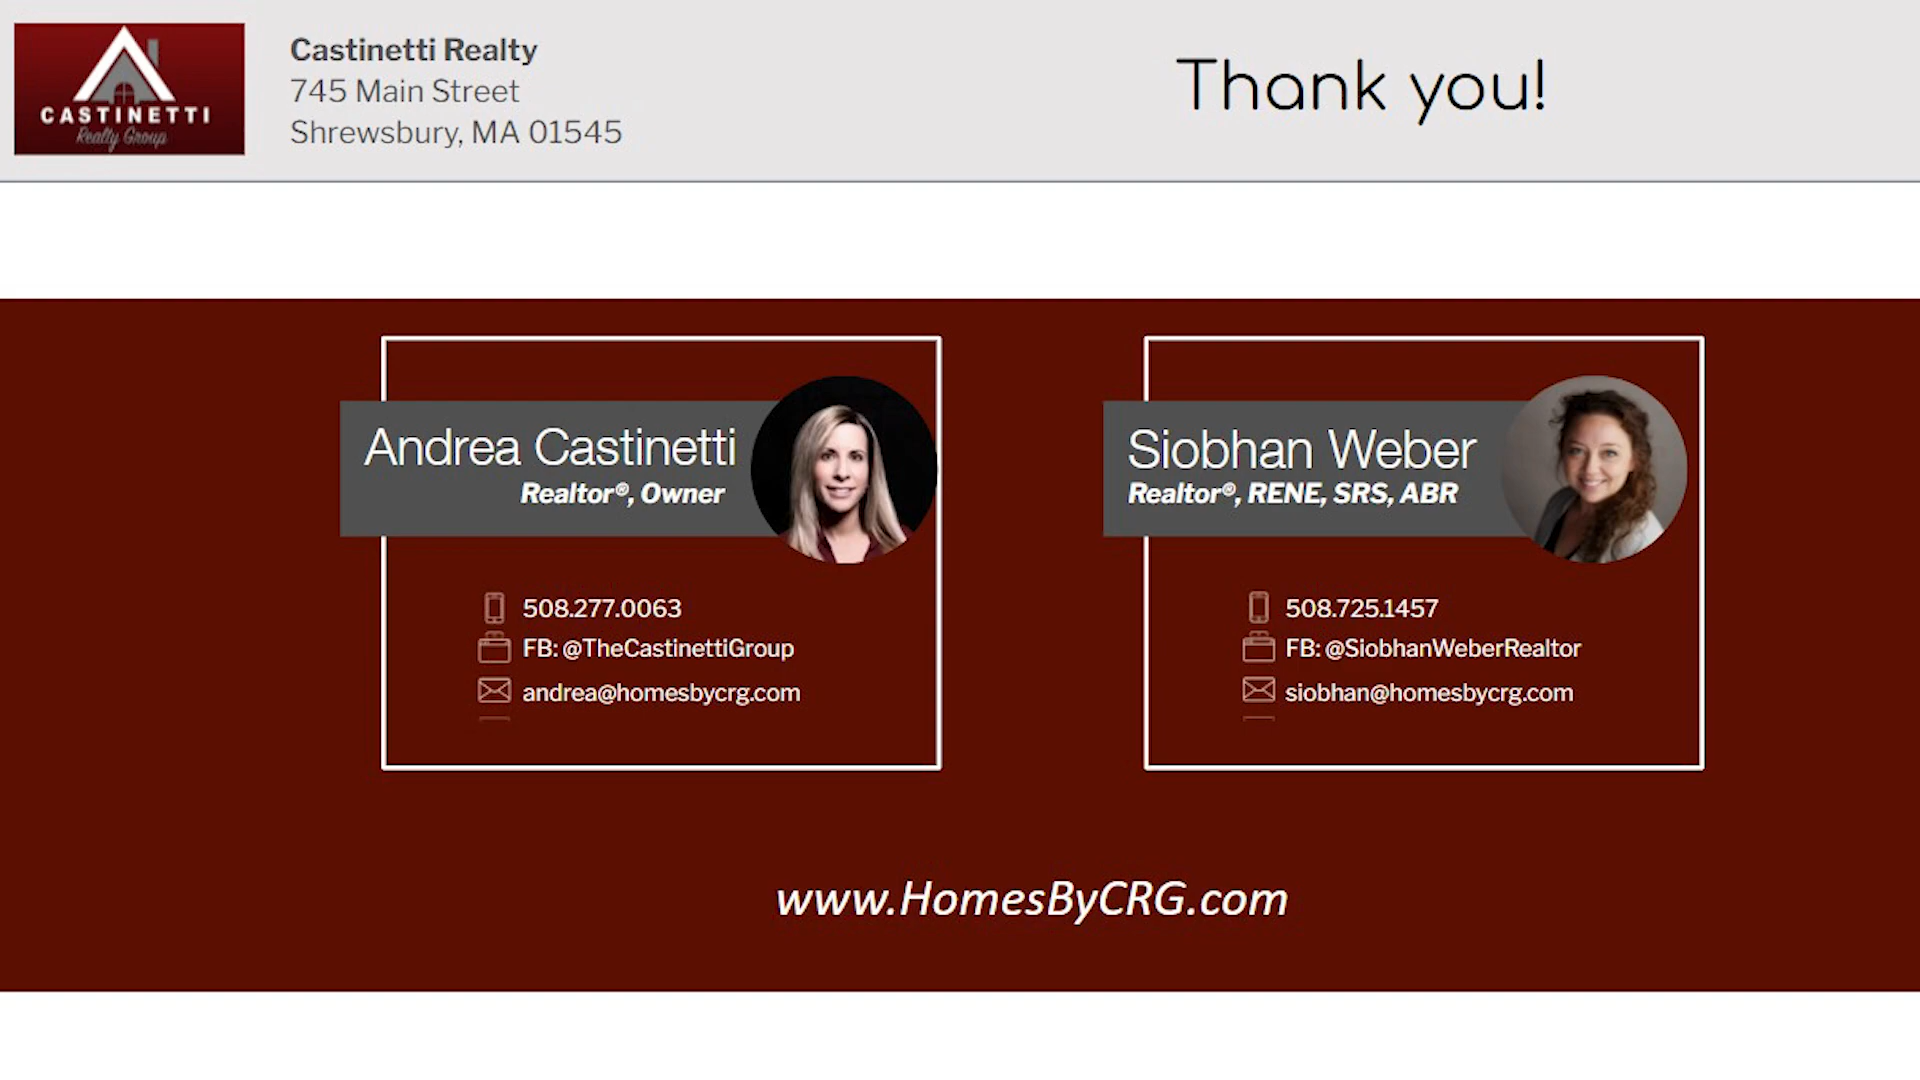 CASTINETTI
Realty Group
Castinetti Realty
745 Main Street
Shrewsbury, MA 01545
Thank you!
Andrea Castinetti
Realtor®, Owner
508.277.0063
FB: @TheCastinettiGroup
andrea@homesbycrg.com
Siobhan Weber
Realtor®, RENE, SRS, ABR
508.725.1457
FB: @SiobhanWeberRealtor
siobhan@homesbycrg.com
www.HomesByCRG.com